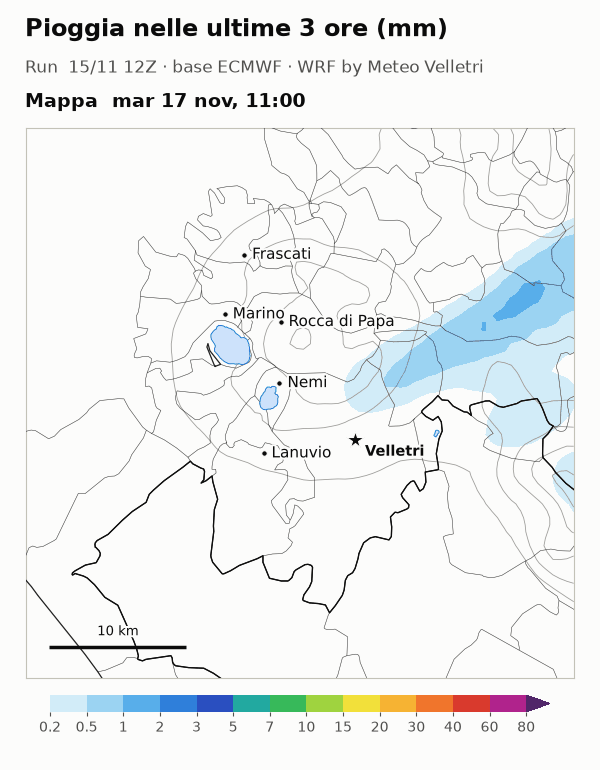 Pioggia nelle ultime 3 ore (mm)
Run  15/11 12Z · base ECMWF · WRF by Meteo Velletri
Mappa  mar 17 nov, 11:00
Frascati
Marino
Rocca di Papa
Nemi
Velletri
Lanuvio
10 km
0.2 0.5 1 2 3 5 7 10 15 20 30 40 60 80